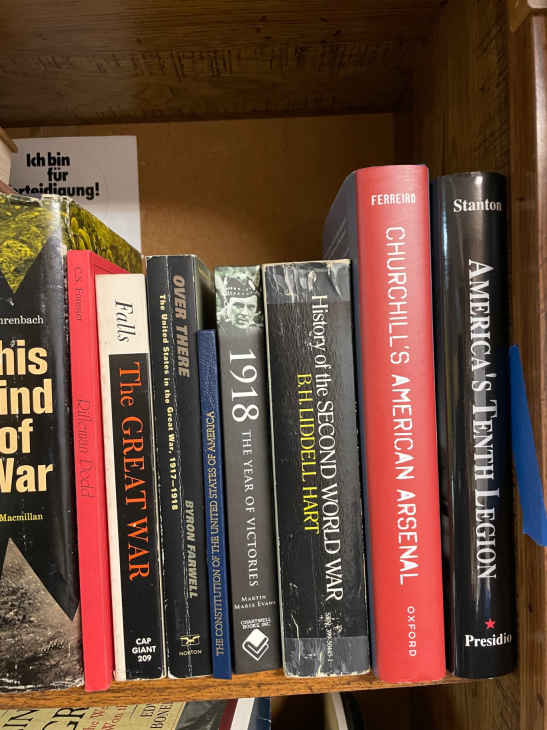 Ich bin
für
erteidigung!
hrenbach
his
ind
of
War
Macmillan
C.S. Forester
Rifleman Dodd
Falls
The GREAT WAR
CAP
GIANT
209
OVER THERE
The United States in the Great War, 1917-1918
BYRON FARWELL
NORTON
THE CONSTITUTION OF THE UNITED STATES OF AMERICA
1918 THE YEAR OF VICTORIES
MARTIN
MARIX EVANS
CHARTWELL
BOOKS, INC.
History of the SECOND WORLD WAR
B.H.LIDDELL HART
FERREIRO
CHURCHILL'S AMERICAN ARSENAL
OXFORD
Stanton
AMERICA'S TENTH LEGION
Presidio